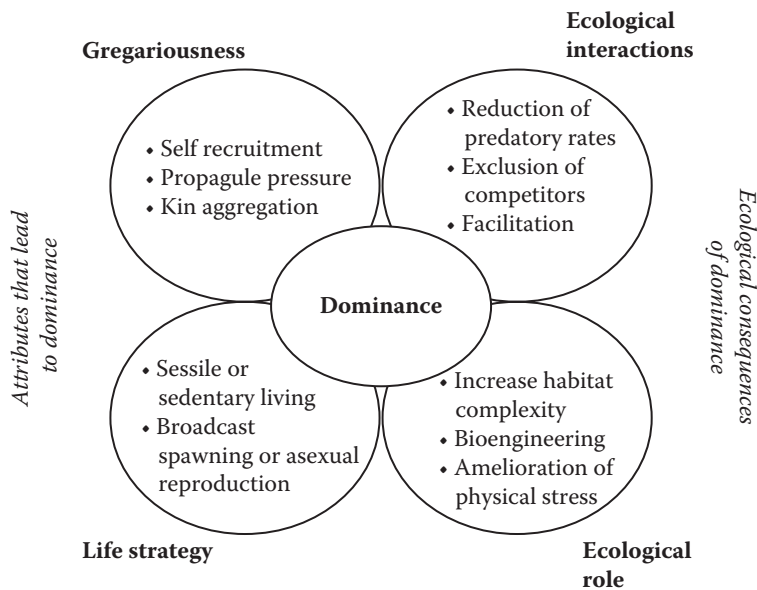 Gregariousness
• Self recruitment
• Propagule pressure
• Kin aggregation
Ecological
interactions
• Reduction of
predatory rates
• Exclusion of
competitors
• Facilitation
Attributes that lead
to dominance
Dominance
Ecological consequences
of dominance
• Sessile or
sedentary living
• Broadcast
spawning or asexual
reproduction
Life strategy
• Increase habitat
complexity
• Bioengineering
• Amelioration of
physical stress
Ecological
role